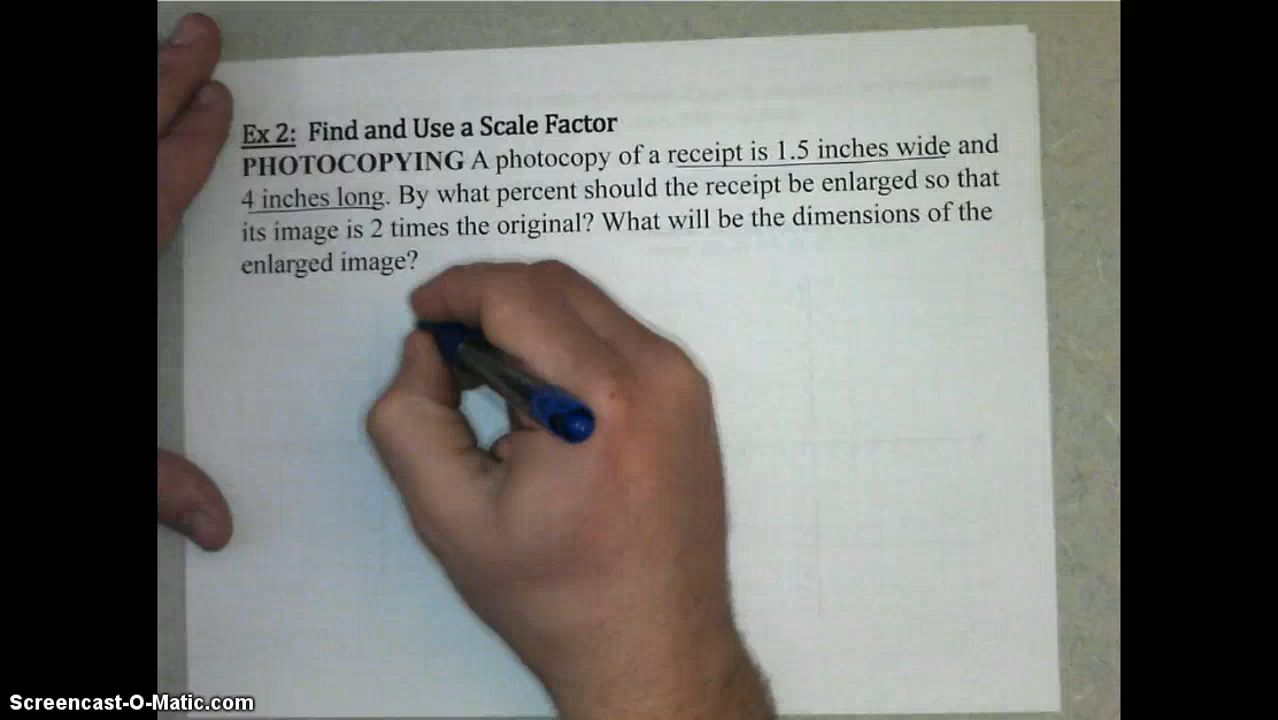 Ex 2: Find and Use a Scale Factor
PHOTOCOPYING A photocopy of a receipt is 1.5 inches wide and
4 inches long. By what percent should the receipt be enlarged so that
its image is 2 times the original? What will be the dimensions of the
enlarged image?
Screencast-O-Matic.com